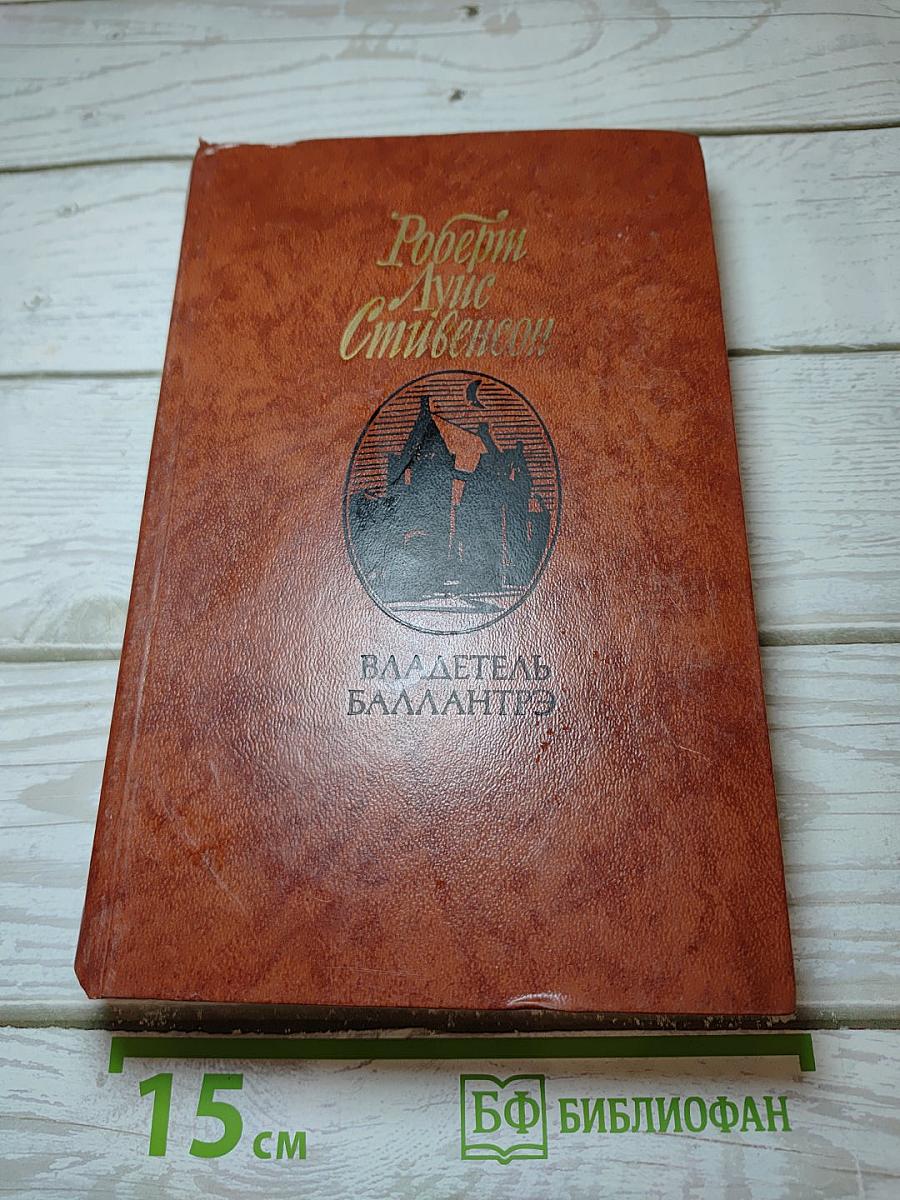 Роберт
Луис
Стивенсон
ВЛАДЕТЕЛЬ
БАЛЛАНТРЭ
15 см
БФ БИБЛИОФАН